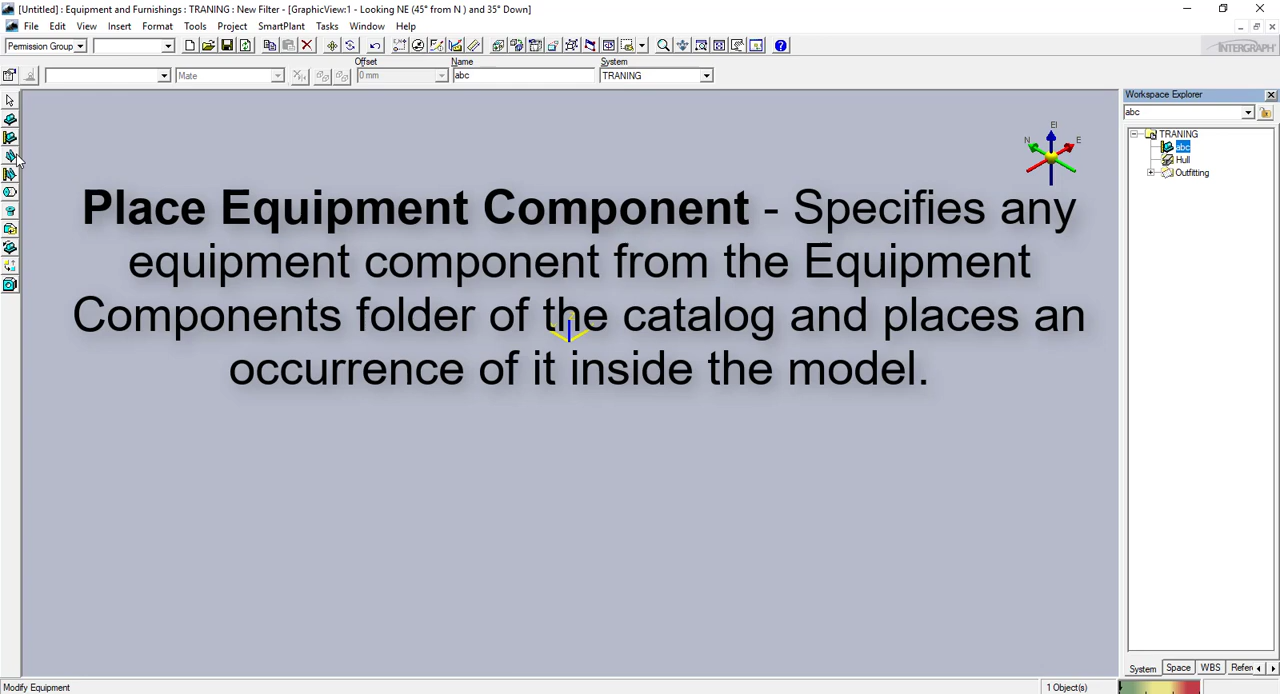 [Untitled] : Equipment and Furnishings : TRANING : New Filter - [GraphicView:1 - Looking NE (45° from N ) and 35° Down]
File Edit View Insert Format Tools Project SmartPlant Tasks Window Help
Permission Group
INTERGRAPH
Offset Name System
Mate 0 mm abc TRANING
Workspace Explorer
abc
TRANING
abc
Hull
Outfitting
El
N E
Place Equipment Component - Specifies any
equipment component from the Equipment
Components folder of the catalog and places an
occurrence of it inside the model.
System Space WBS Refere
Modify Equipment 1 Object(s)